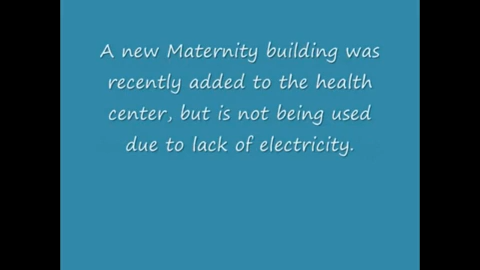 A new Maternity building was
recently added to the health
center, but is not being used
due to lack of electricity.